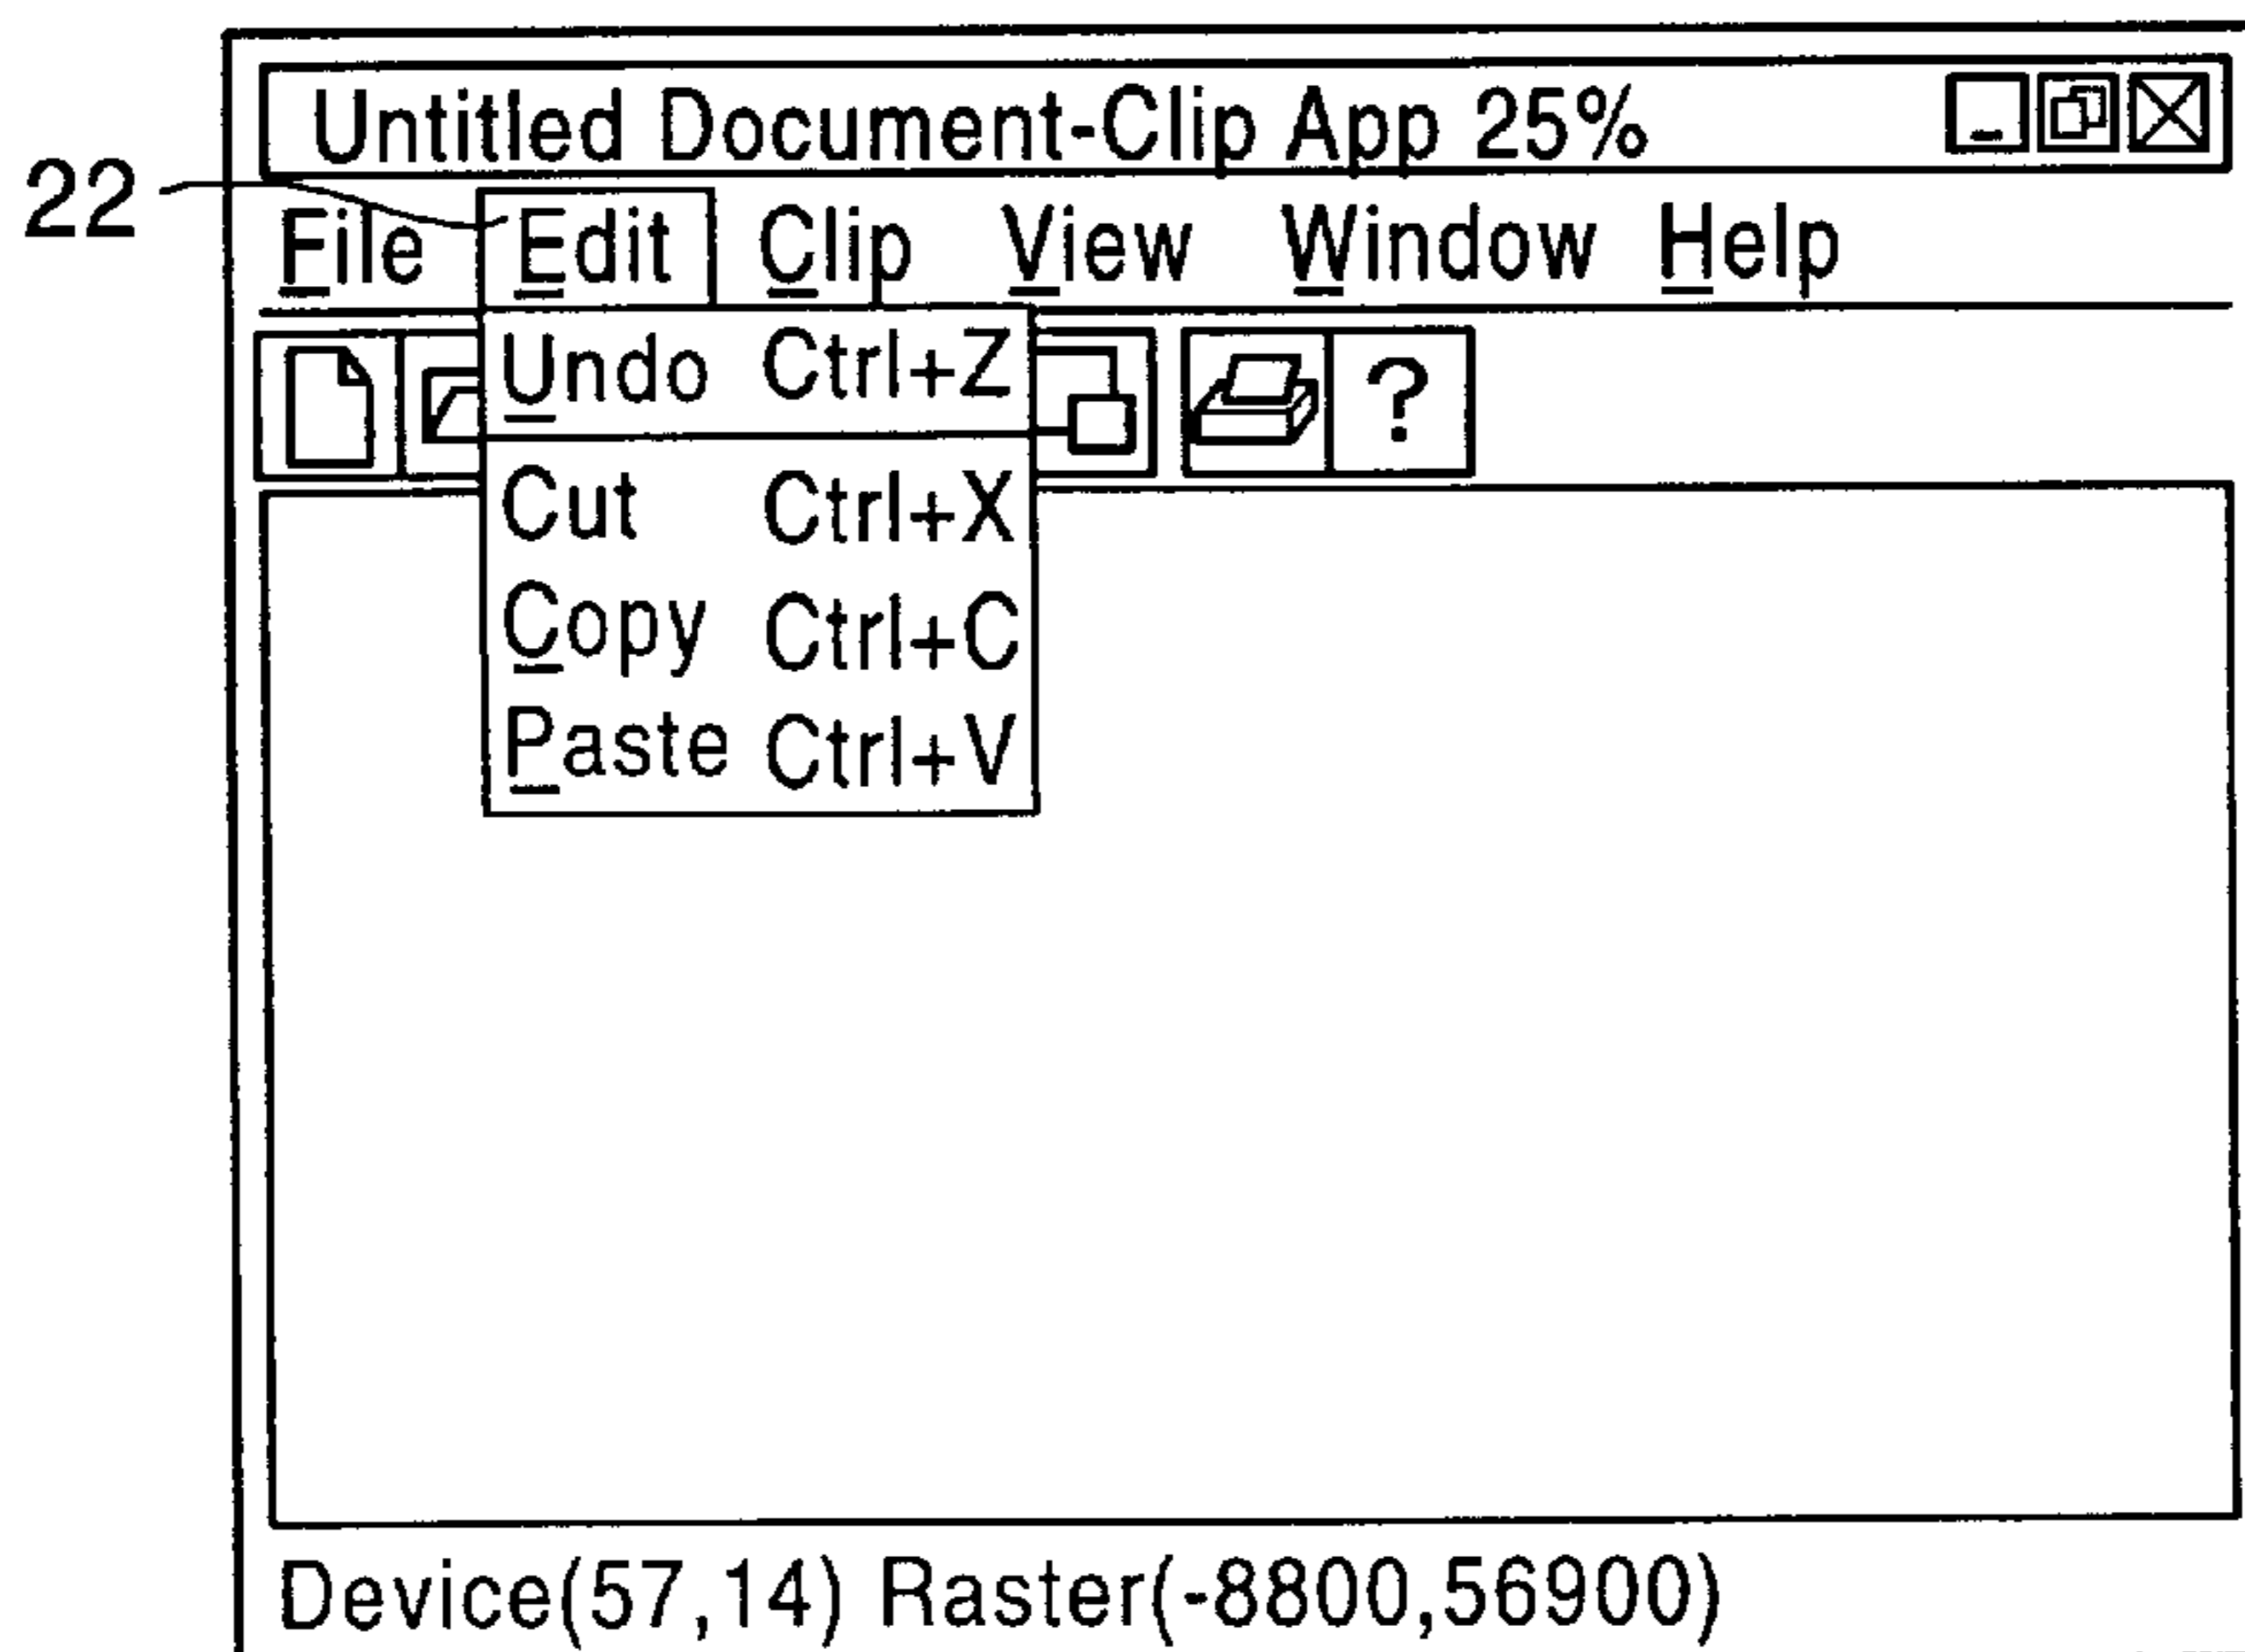 Untitled Document-Clip App 25%
22
File Edit Clip View Window Help
Undo Ctrl+Z
?
Cut Ctrl+X
Copy Ctrl+C
Paste Ctrl+V
Device(57,14) Raster(-8800,56900)